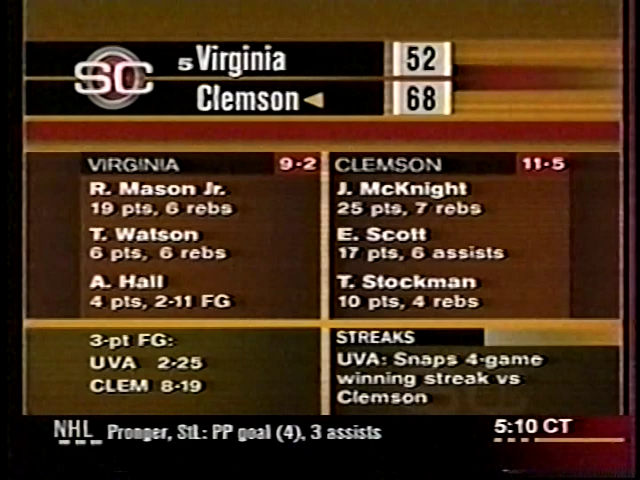 SC
5 Virginia 52
Clemson 68
VIRGINIA 9-2
R. Mason Jr.
19 pts, 6 rebs
T. Watson
6 pts, 6 rebs
A. Hall
4 pts, 2-11 FG
CLEMSON 11-5
J. McKnight
25 pts, 7 rebs
E. Scott
17 pts, 6 assists
T. Stockman
10 pts, 4 rebs
3-pt FG:
UVA 2-25
CLEM 8-19
STREAKS
UVA: Snaps 4-game
winning streak vs
Clemson
NHL Pronger, StL: PP goal (4), 3 assists
5:10 CT